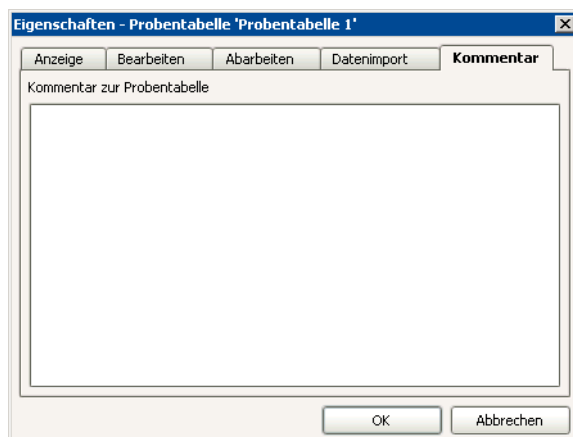 Eigenschaften - Probentabelle 'Probentabelle 1'
Anzeige Bearbeiten Abarbeiten Datenimport Kommentar
Kommentar zur Probentabelle
OK Abbrechen